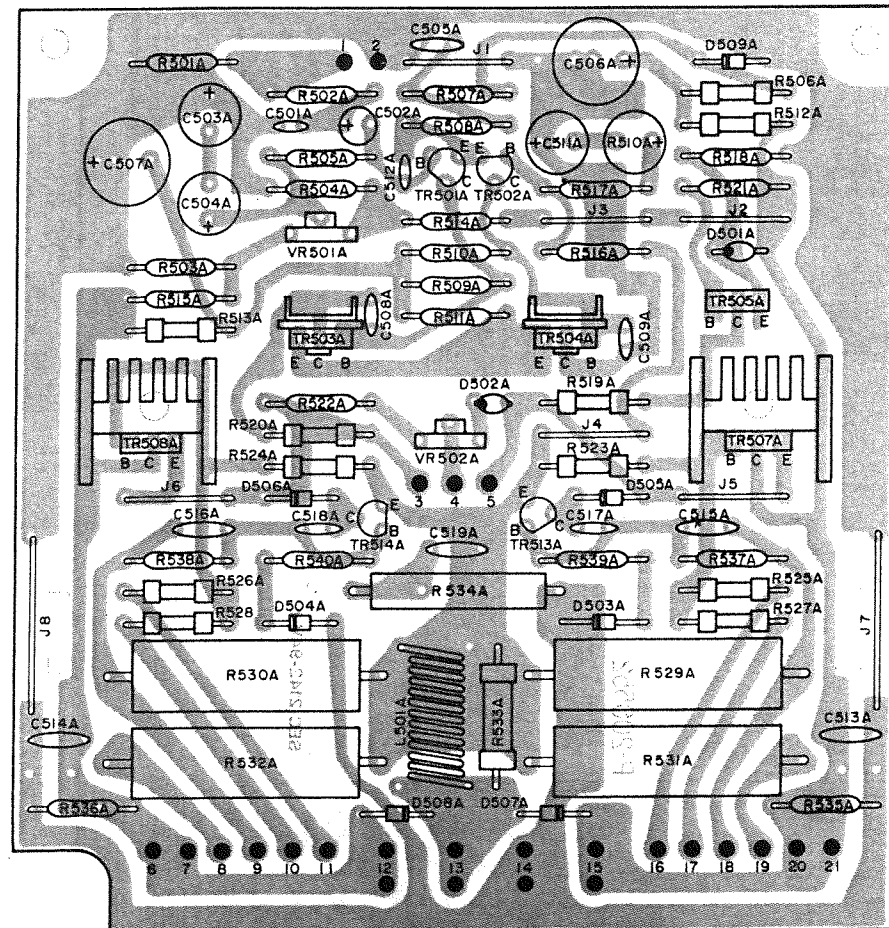 C505A
1 2 J1 D509A
R501A C506A
R506A
R502A R507A
C503A C501A C502A R512A
R508A
C507A E E B C511A R510A
R505A B R518A
C512A C C
R504A TR501A TR502A R517A R521A
C504A
R514A J3 J2
D501A
VR501A
R510A R516A
R503A
R509A
R515A TR505A
C508A R511A B C E
R513A
TR503A TR504A C509A
E C B E C B
D502A R519A
R522A
R520A J4
TR508A VR502A TR507A
R524A R523A
B C E B C E
D506A D505A
J6 3 4 5 J5
C516A C518A C E B E C C517A C515A
TR514A B TR513A
C519A
R538A R540A R539A R537A
R526A R525A
R534A
R528 D504A D503A R527A
J8 J7
R530A R529A
SEC2142-9A
L501A R533A
C514A C513A
R532A R531A
D508A D507A
R536A R535A
6 7 8 9 10 11 12 13 14 15 16 17 18 19 20 21